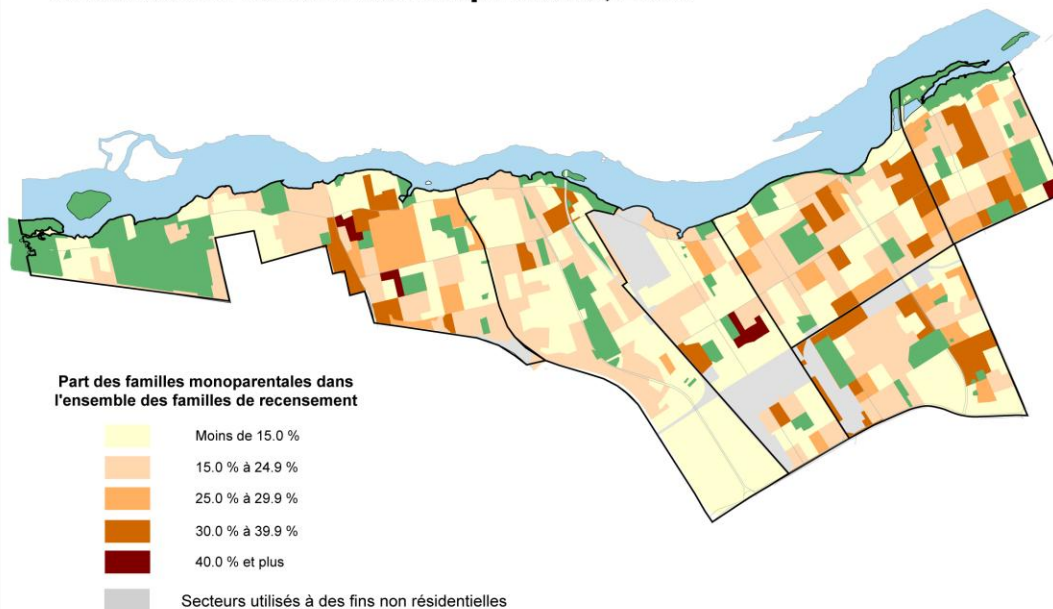 Part des familles monoparentales dans
l'ensemble des familles de recensement
Moins de 15.0 %
15.0 % à 24.9 %
25.0 % à 29.9 %
30.0 % à 39.9 %
40.0 % et plus
Secteurs utilisés à des fins non résidentielles